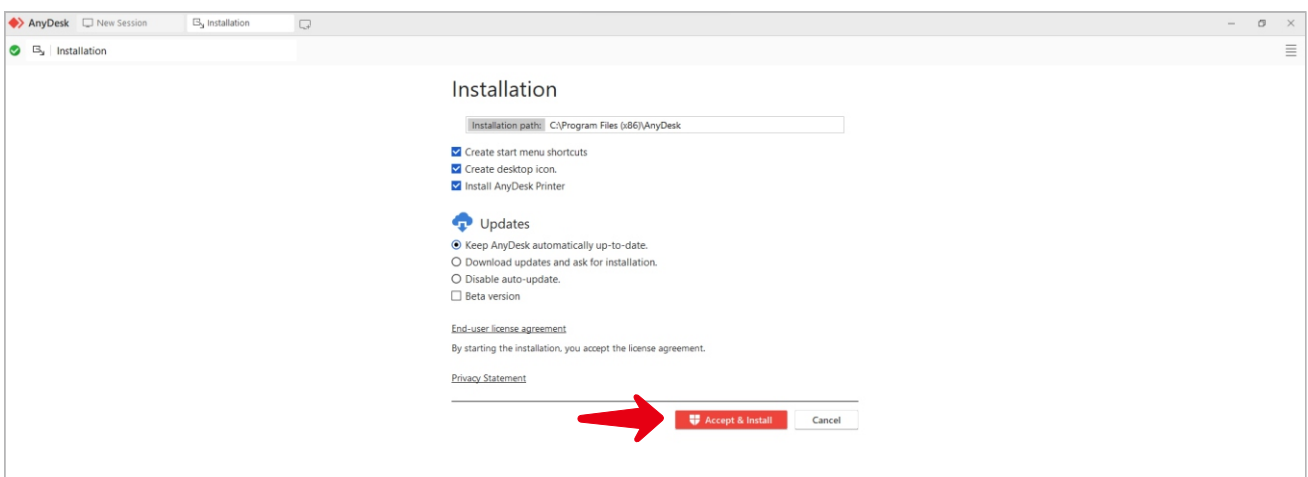 AnyDesk New Session Installation
Installation
Installation
Installation path: C:\Program Files (x86)\AnyDesk
Create start menu shortcuts
Create desktop icon.
Install AnyDesk Printer
Updates
Keep AnyDesk automatically up-to-date.
Download updates and ask for installation.
Disable auto-update.
Beta version
End-user license agreement
By starting the installation, you accept the license agreement.
Privacy Statement
Accept & Install Cancel